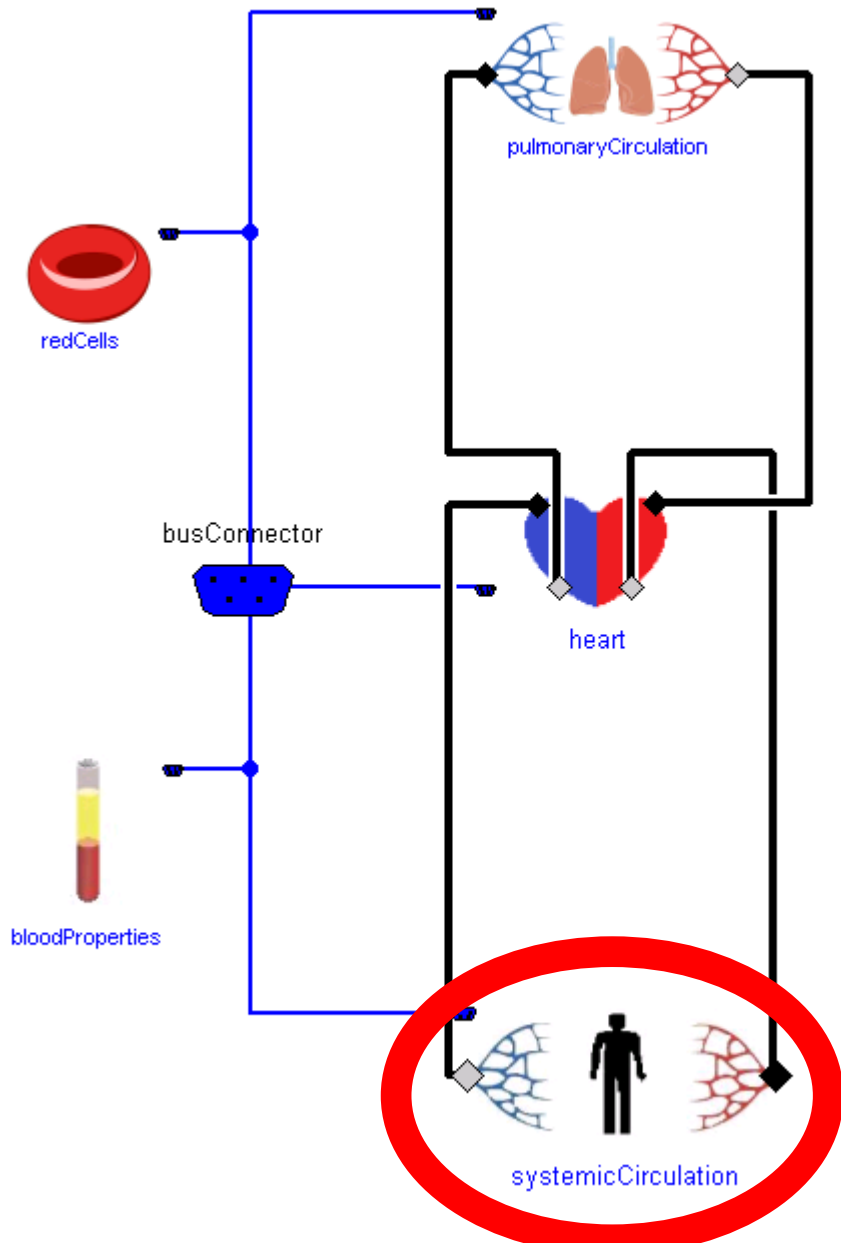 pulmonaryCirculation
redCells
busConnector
heart
bloodProperties
systemicCirculation